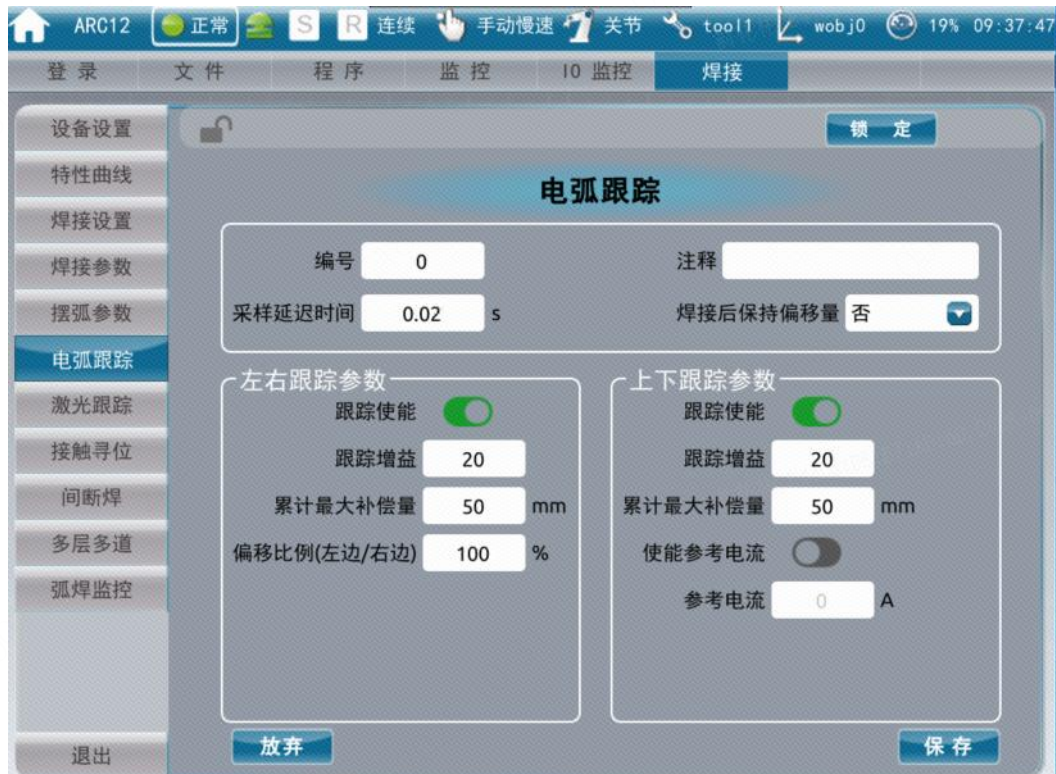 ARC12 正常 S R 连续 手动慢速 关节 tool1 wobj0 19% 09:37:47
登录 文件 程序 监控 IO 监控 焊接
设备设置
锁 定
特性曲线
电弧跟踪
焊接设置
焊接参数
编号 0 注释
摆弧参数
采样延迟时间 0.02 s 焊接后保持偏移量 否
电弧跟踪
左右跟踪参数 上下跟踪参数
激光跟踪
跟踪使能 跟踪使能
接触寻位
跟踪增益 20 跟踪增益 20
间断焊
累计最大补偿量 50 mm 累计最大补偿量 50 mm
多层多道
偏移比例(左边/右边) 100 % 使能参考电流
弧焊监控
参考电流 0 A
退出
放弃 保存